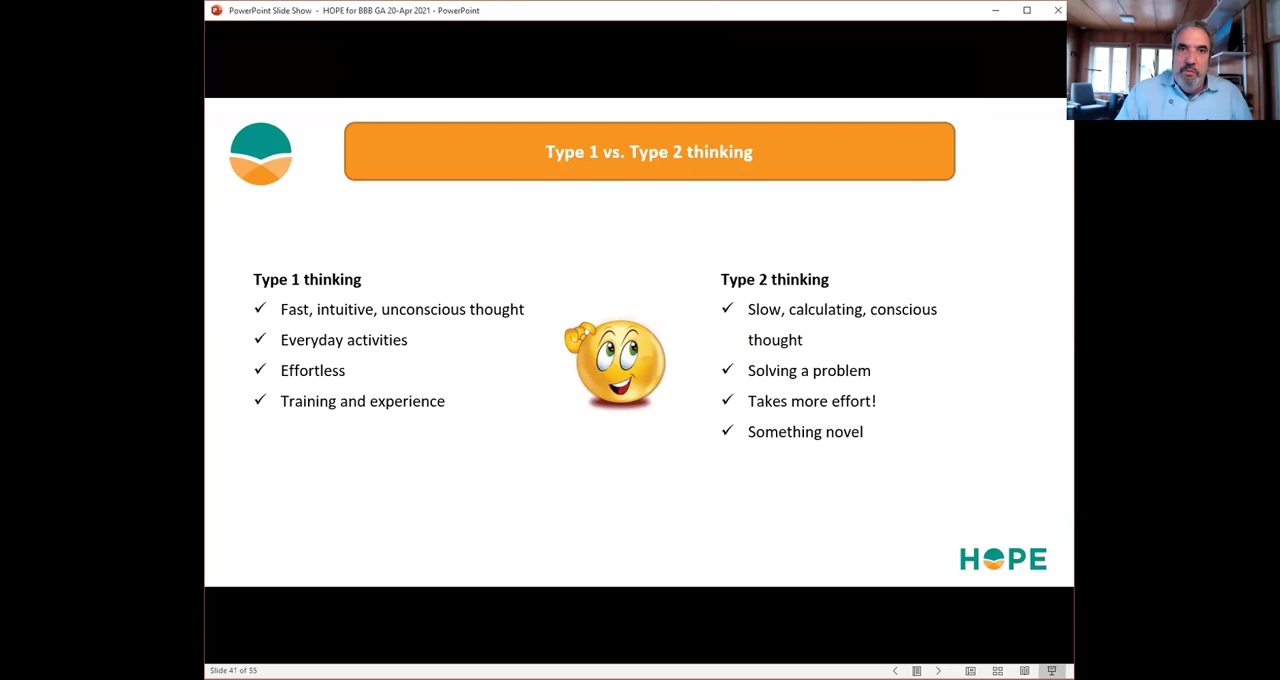 PowerPoint Slide Show - HOPE for BBB GA 20-Apr 2021 - PowerPoint
Type 1 vs. Type 2 thinking
Type 1 thinking
Fast, intuitive, unconscious thought
Everyday activities
Effortless
Training and experience
Type 2 thinking
Slow, calculating, conscious
thought
Solving a problem
Takes more effort!
Something novel
HOPE
Slide 41 of 55